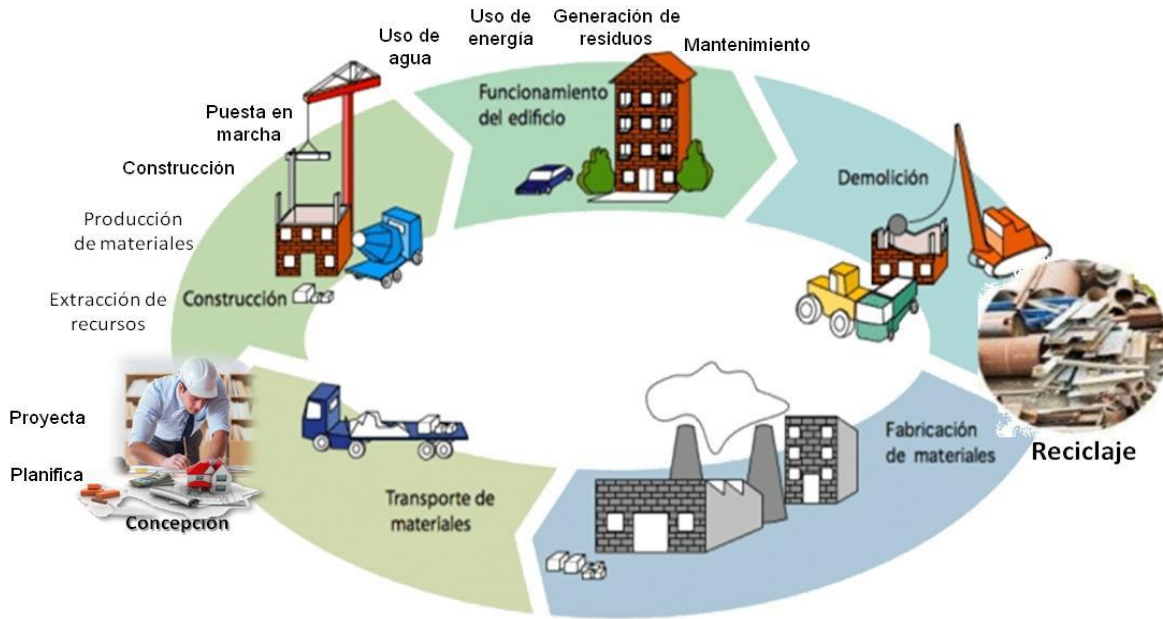 Uso de
agua
Uso de
energía
Generación de
residuos
Mantenimiento
Funcionamiento
del edificio
Puesta en
marcha
Construcción
Producción
de materiales
Extracción de
recursos
Construcción
Demolición
Proyecta
Planifica
Concepción
Transporte de
materiales
Fabricación
de materiales
Reciclaje